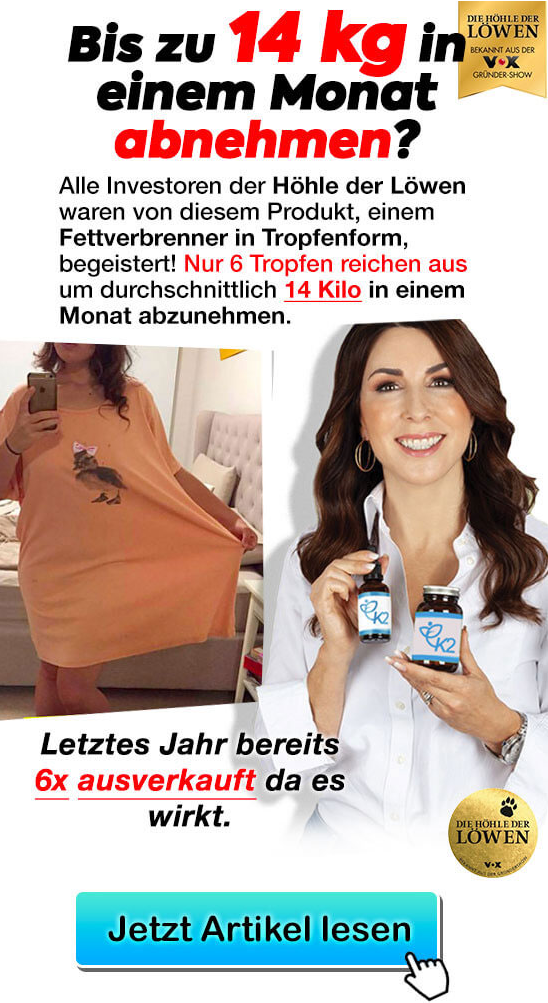 Bis zu 14 kg in
einem Monat
abnehmen?
DIE HÖHLE DER
LÖWEN
BEKANNT AUS DER
VOX
GRÜNDER-SHOW
Alle Investoren der Höhle der Löwen
waren von diesem Produkt, einem
Fettverbrenner in Tropfenform,
begeistert! Nur 6 Tropfen reichen aus
um durchschnittlich 14 Kilo in einem
Monat abzunehmen.
K2
K2
Letztes Jahr bereits
6x ausverkauft da es
wirkt.
DIE HÖHLE DER
LÖWEN
VOX
Jetzt Artikel lesen